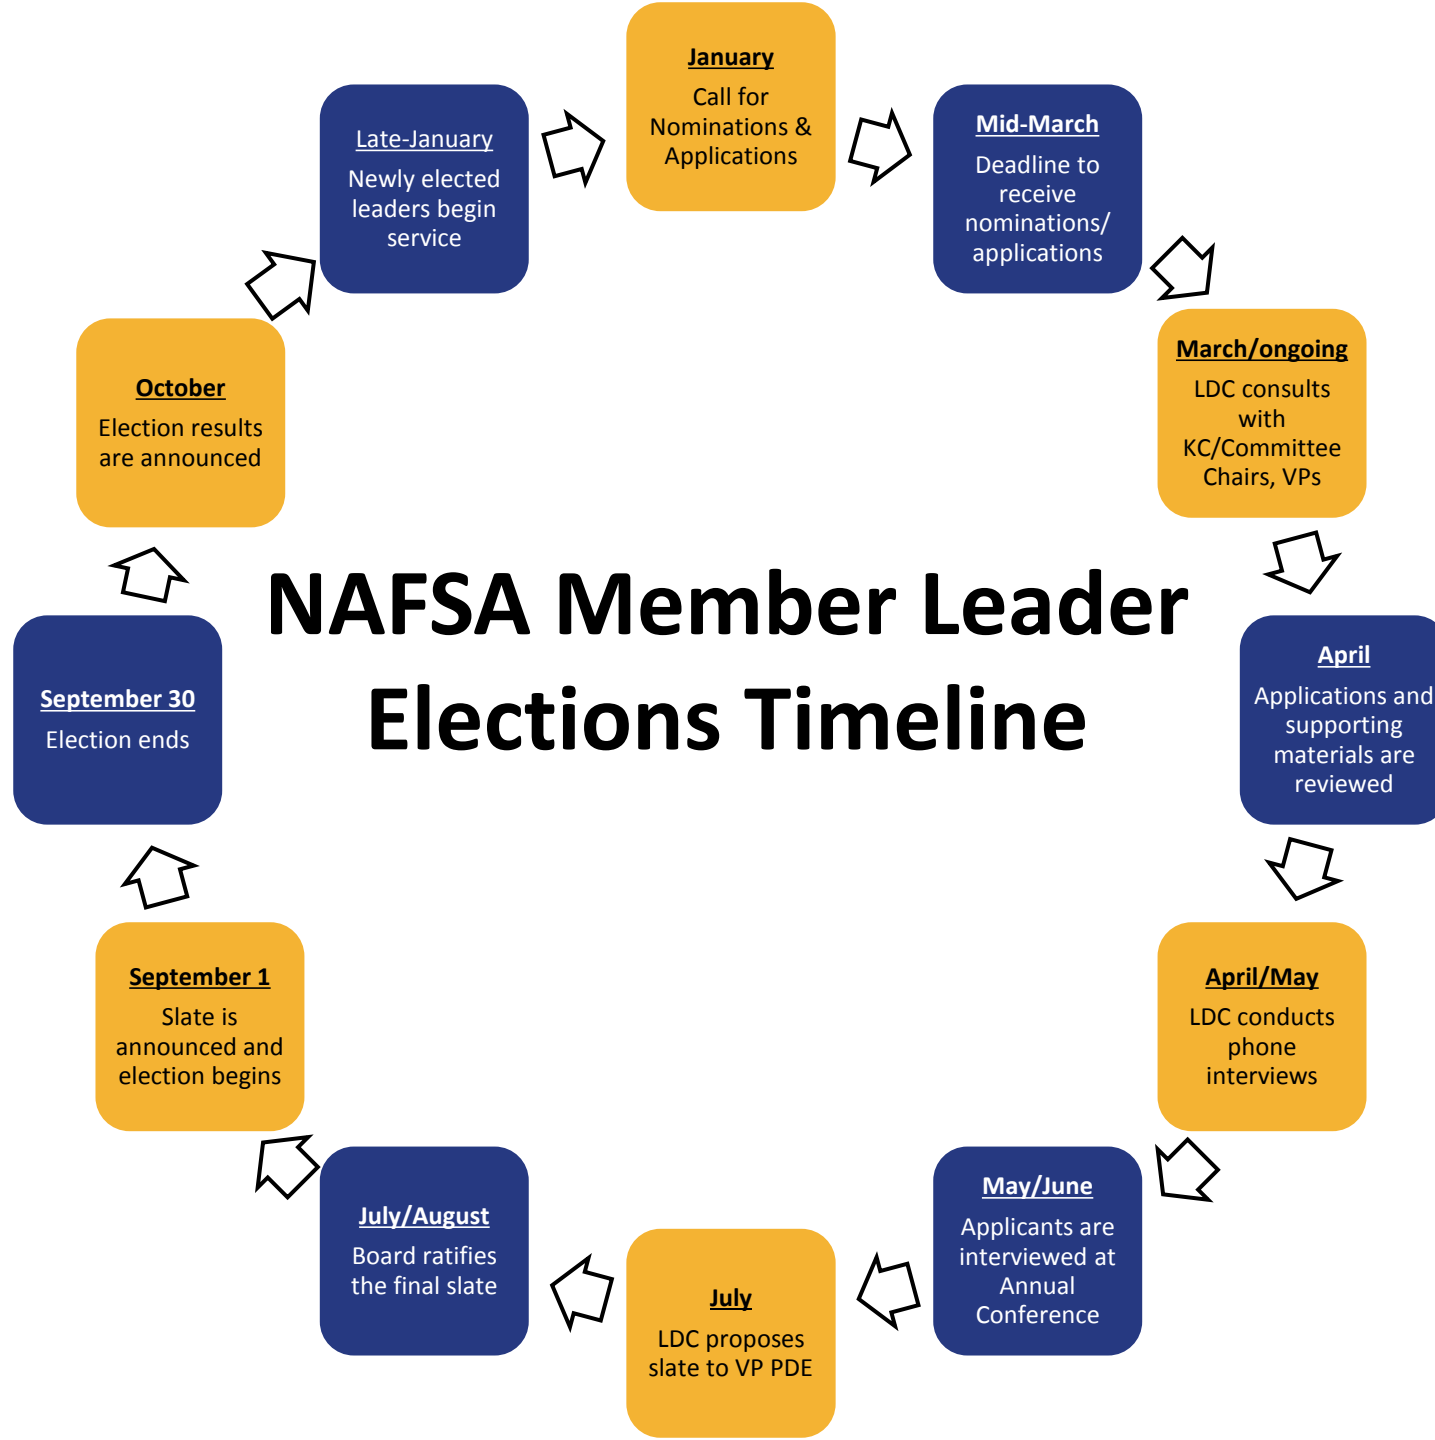 January
Call for
Nominations &
Applications
Mid-March
Deadline to
receive
nominations/
applications
March/ongoing
LDC consults
with
KC/Committee
Chairs, VPs
April
Applications and
supporting
materials are
reviewed
April/May
LDC conducts
phone
interviews
May/June
Applicants are
interviewed at
Annual
Conference
July
LDC proposes
slate to VP PDE
July/August
Board ratifies
the final slate
September 1
Slate is
announced and
election begins
September 30
Election ends
October
Election results
are announced
Late-January
Newly elected
leaders begin
service
NAFSA Member Leader
Elections Timeline